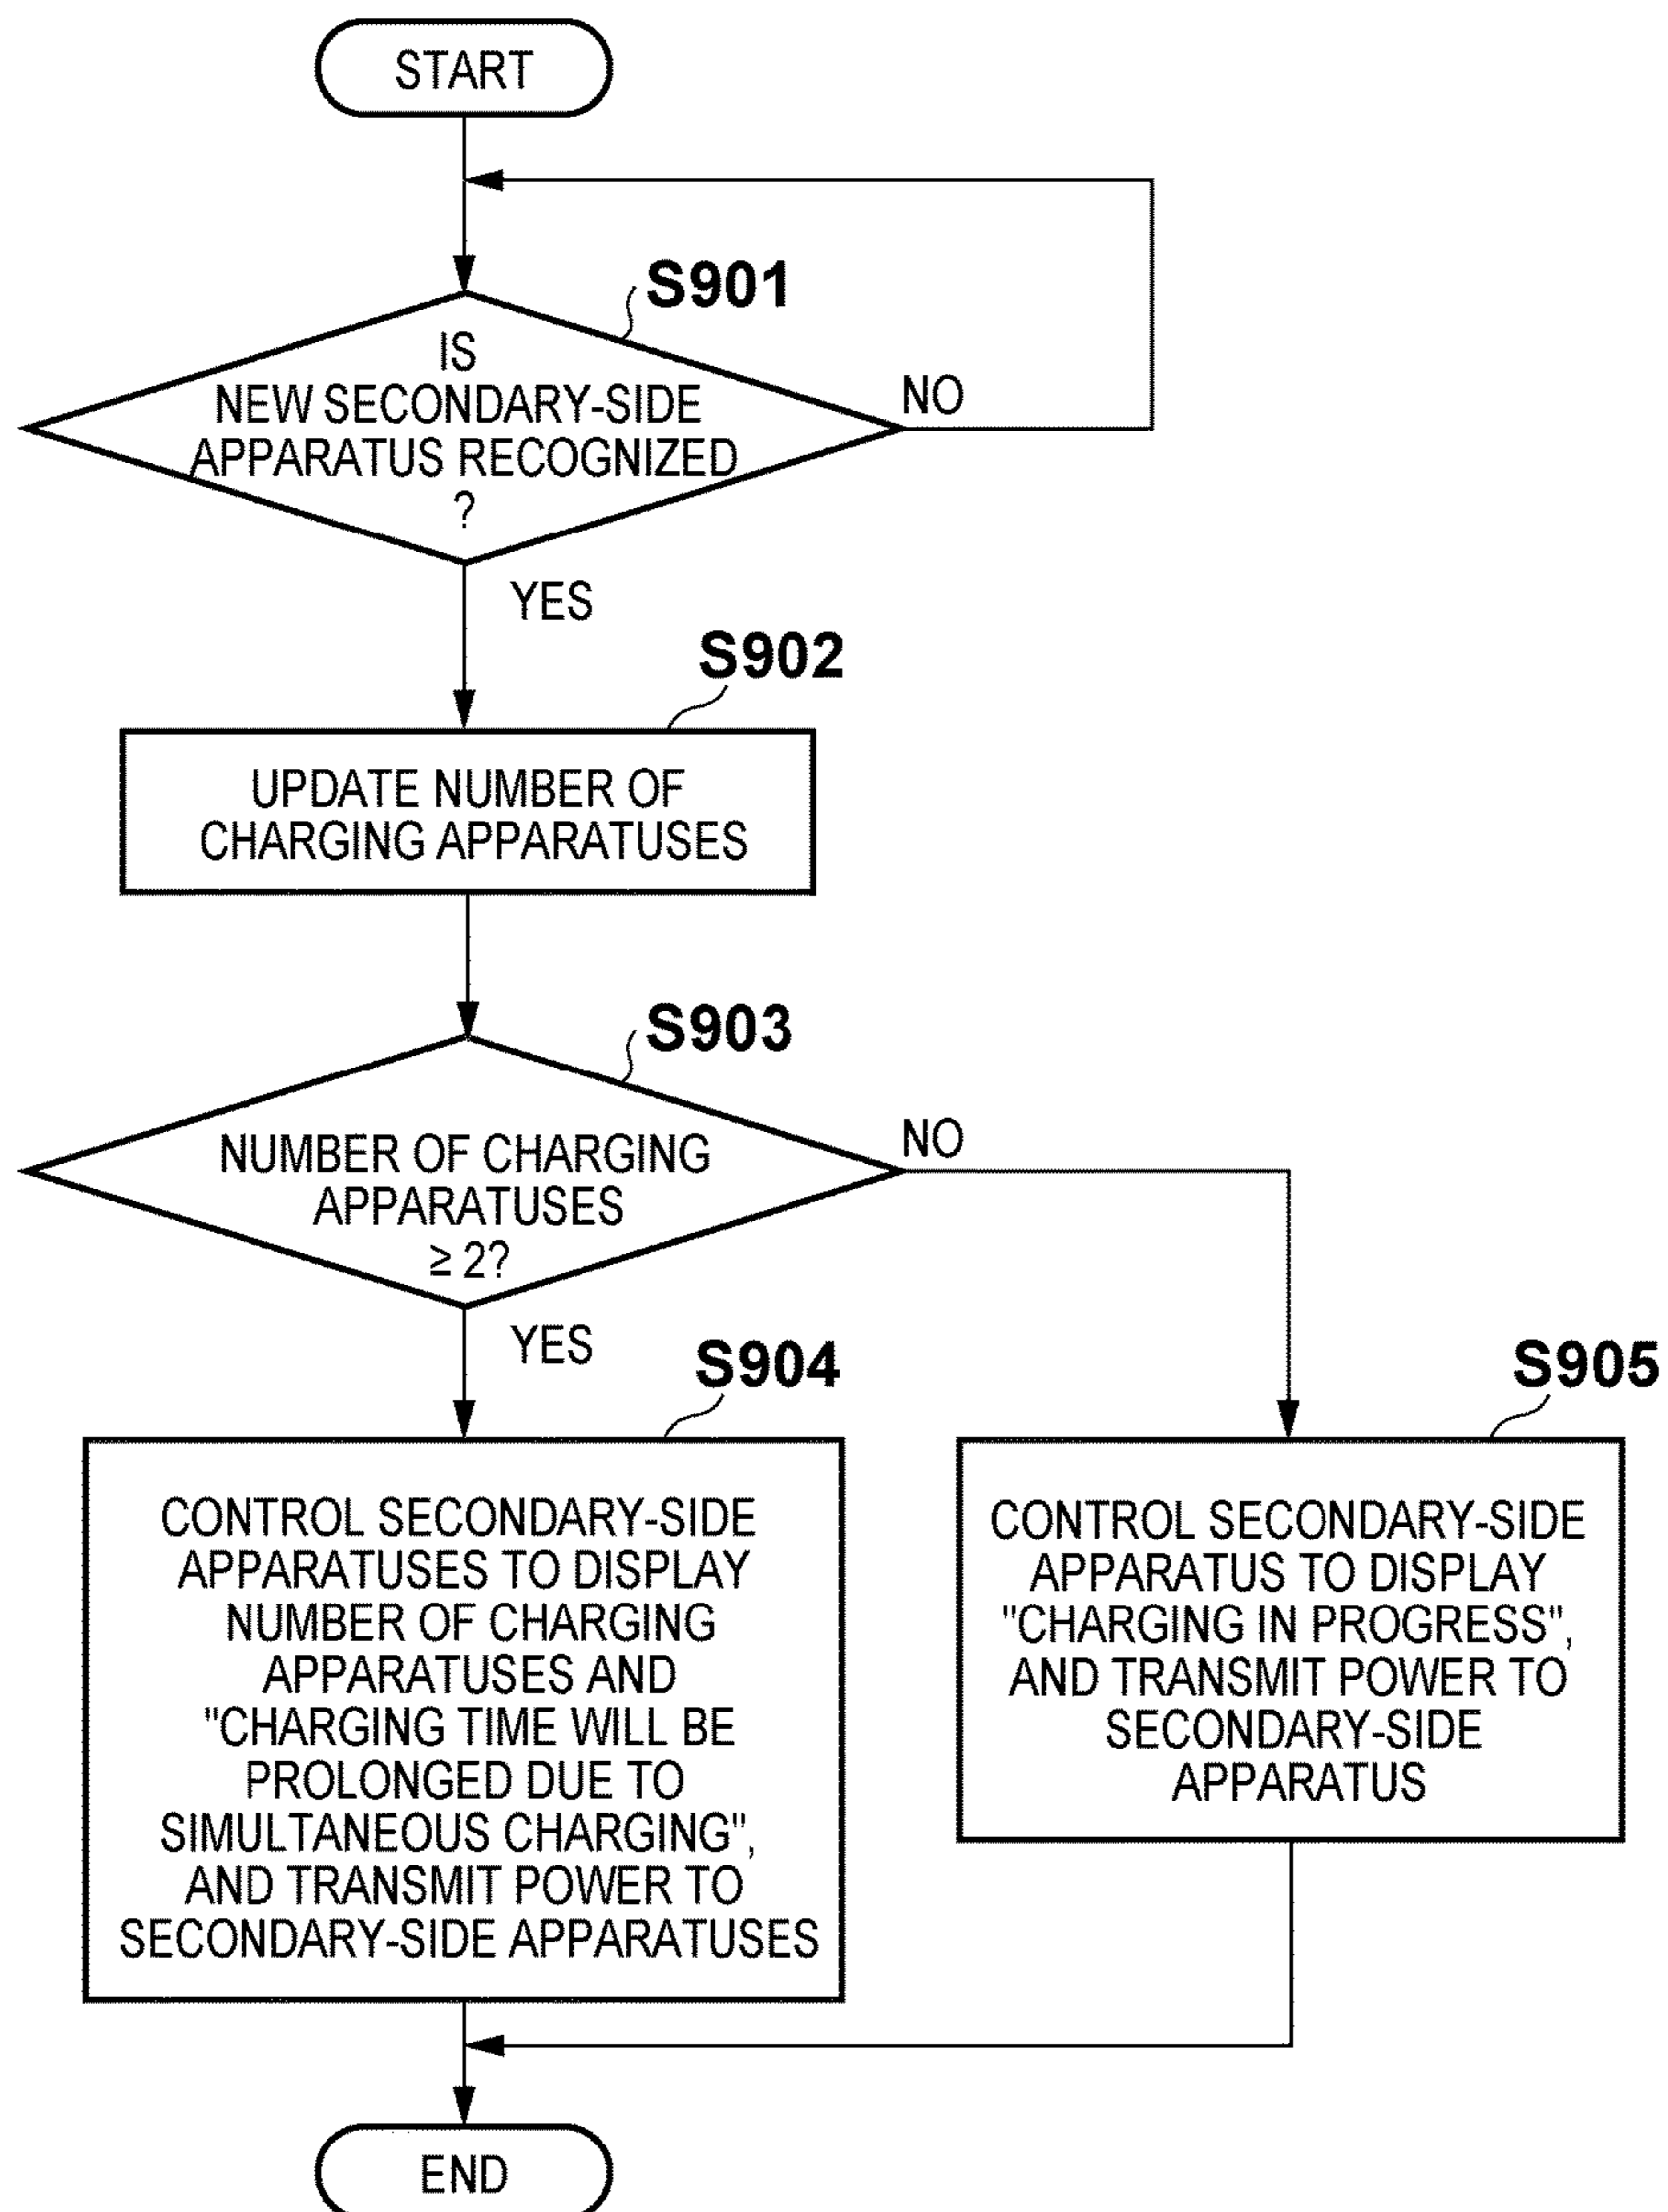 START
S901
IS
NEW SECONDARY-SIDE
APPARATUS RECOGNIZED
?
NO
YES
S902
UPDATE NUMBER OF
CHARGING APPARATUSES
S903
NUMBER OF CHARGING
APPARATUSES
≥ 2?
NO
YES
S904
CONTROL SECONDARY-SIDE
APPARATUSES TO DISPLAY
NUMBER OF CHARGING
APPARATUSES AND
"CHARGING TIME WILL BE
PROLONGED DUE TO
SIMULTANEOUS CHARGING",
AND TRANSMIT POWER TO
SECONDARY-SIDE APPARATUSES
S905
CONTROL SECONDARY-SIDE
APPARATUS TO DISPLAY
"CHARGING IN PROGRESS",
AND TRANSMIT POWER TO
SECONDARY-SIDE
APPARATUS
END